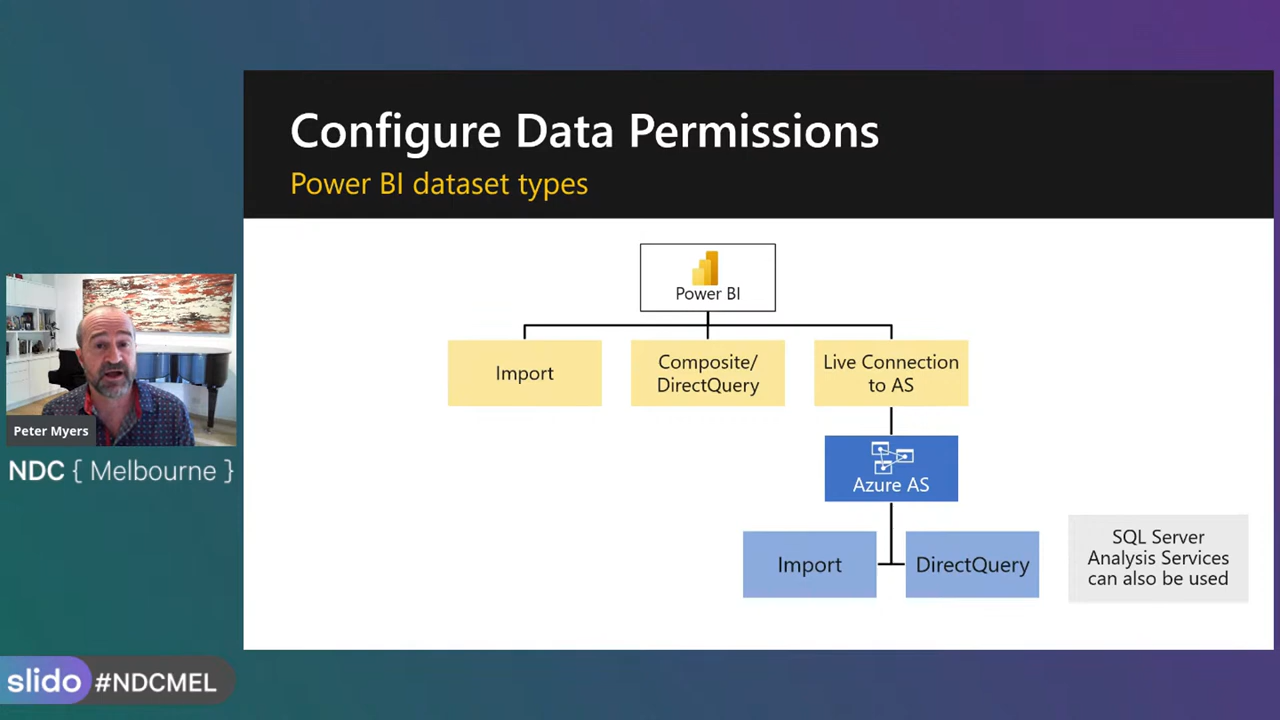 Configure Data Permissions
Power BI dataset types
Power BI
Import
Composite/
DirectQuery
Live Connection
to AS
Azure AS
Import
DirectQuery
SQL Server
Analysis Services
can also be used
Peter Myers
NDC { Melbourne }
slido #NDCMEL